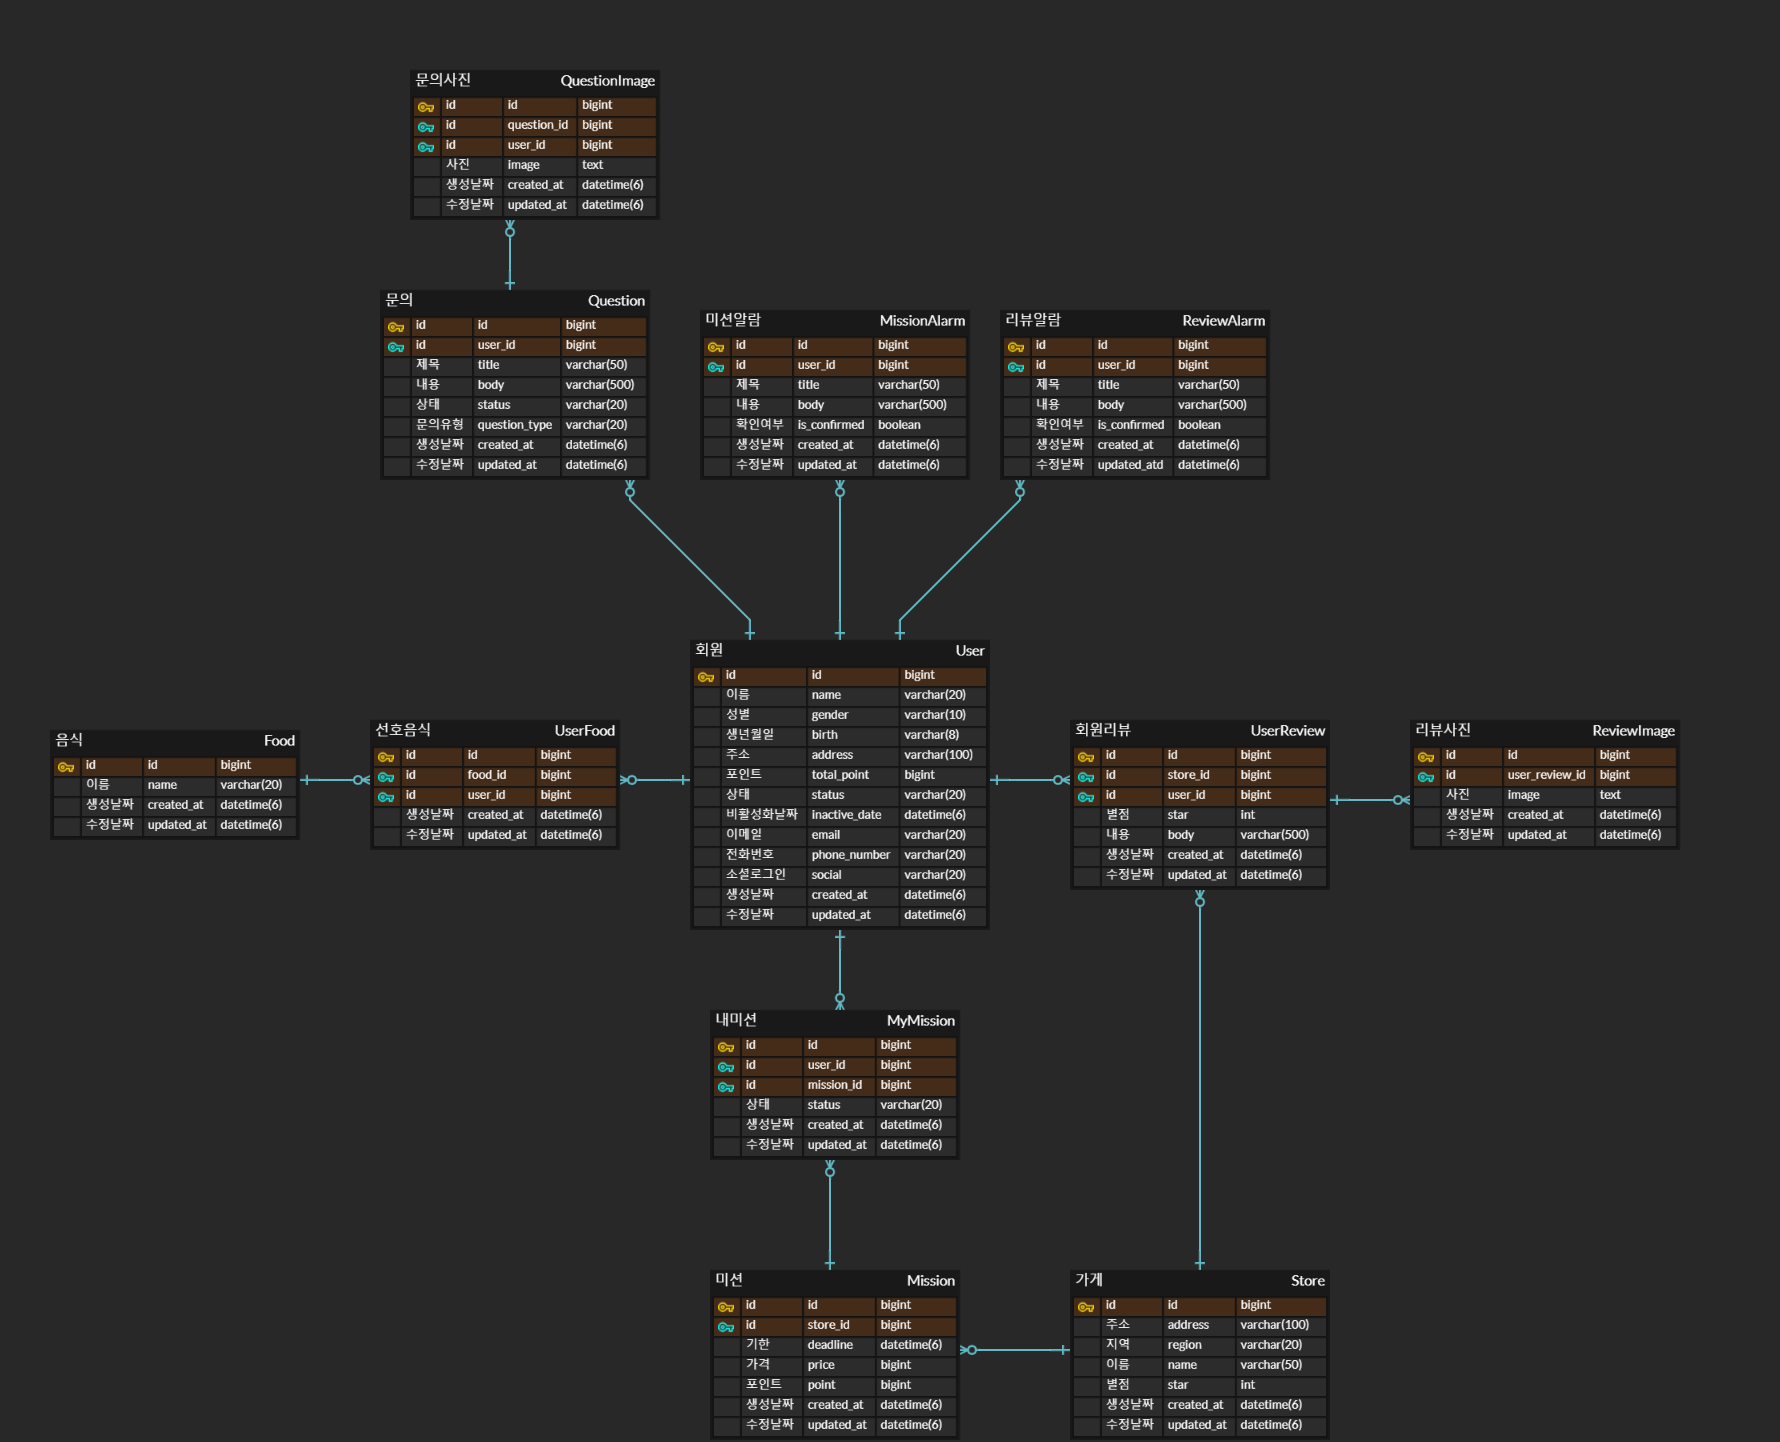 문의사진 QuestionImage
id id bigint
id question_id bigint
id user_id bigint
사진 image text
생성날짜 created_at datetime(6)
수정날짜 updated_at datetime(6)
문의 Question
id id bigint
id user_id bigint
제목 title varchar(50)
내용 body varchar(500)
상태 status varchar(20)
문의유형 question_type varchar(20)
생성날짜 created_at datetime(6)
수정날짜 updated_at datetime(6)
미션알람 MissionAlarm
id id bigint
id user_id bigint
제목 title varchar(50)
내용 body varchar(500)
확인여부 is_confirmed boolean
생성날짜 created_at datetime(6)
수정날짜 updated_at datetime(6)
리뷰알람 ReviewAlarm
id id bigint
id user_id bigint
제목 title varchar(50)
내용 body varchar(500)
확인여부 is_confirmed boolean
생성날짜 created_at datetime(6)
수정날짜 updated_atd datetime(6)
음식 Food
id id bigint
이름 name varchar(20)
생성날짜 created_at datetime(6)
수정날짜 updated_at datetime(6)
선호음식 UserFood
id id bigint
id food_id bigint
id user_id bigint
생성날짜 created_at datetime(6)
수정날짜 updated_at datetime(6)
회원 User
id id bigint
이름 name varchar(20)
성별 gender varchar(10)
생년월일 birth varchar(8)
주소 address varchar(100)
포인트 total_point bigint
상태 status varchar(20)
비활성화날짜 inactive_date datetime(6)
이메일 email varchar(20)
전화번호 phone_number varchar(20)
소셜로그인 social varchar(20)
생성날짜 created_at datetime(6)
수정날짜 updated_at datetime(6)
회원리뷰 UserReview
id id bigint
id store_id bigint
id user_id bigint
별점 star int
내용 body varchar(500)
생성날짜 created_at datetime(6)
수정날짜 updated_at datetime(6)
리뷰사진 ReviewImage
id id bigint
id user_review_id bigint
사진 image text
생성날짜 created_at datetime(6)
수정날짜 updated_at datetime(6)
내미션 MyMission
id id bigint
id user_id bigint
id mission_id bigint
상태 status varchar(20)
생성날짜 created_at datetime(6)
수정날짜 updated_at datetime(6)
미션 Mission
id id bigint
id store_id bigint
기한 deadline datetime(6)
가격 price bigint
포인트 point bigint
생성날짜 created_at datetime(6)
수정날짜 updated_at datetime(6)
가게 Store
id id bigint
주소 address varchar(100)
지역 region varchar(20)
이름 name varchar(50)
별점 star int
생성날짜 created_at datetime(6)
수정날짜 updated_at datetime(6)